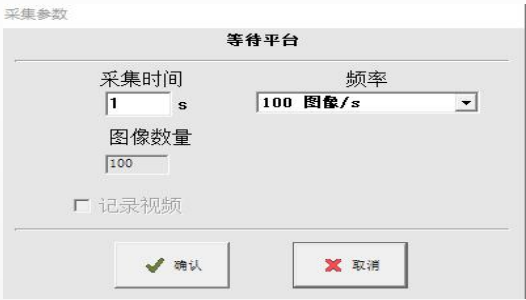 采集参数
等待平台
采集时间 频率
1 s 100 图像/s
图像数量
100
记录视频
确认 取消